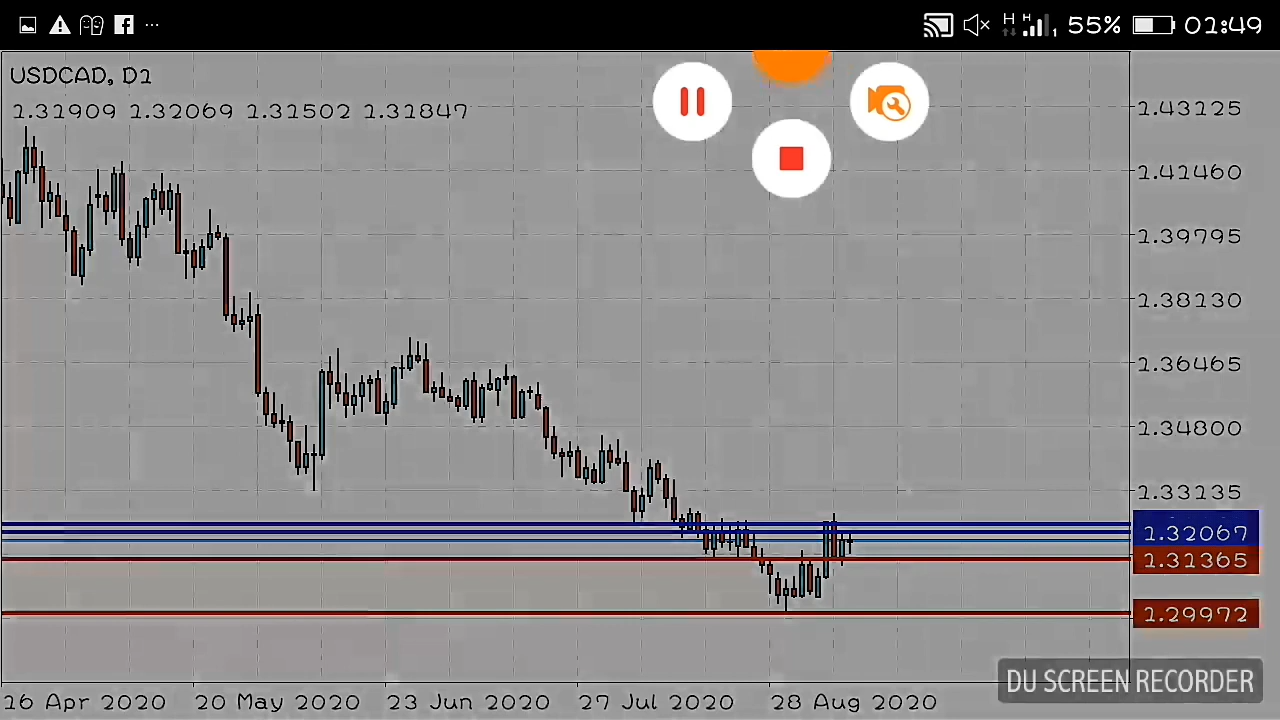 55% 01:49
USDCAD, D1
1.31909 1.32069 1.31502 1.31847
1.43125
1.41460
1.39795
1.38130
1.36465
1.34800
1.33135
1.32067
1.31365
1.29972
DU SCREEN RECORDER
16 Apr 2020 20 May 2020 23 Jun 2020 27 Jul 2020 28 Aug 2020